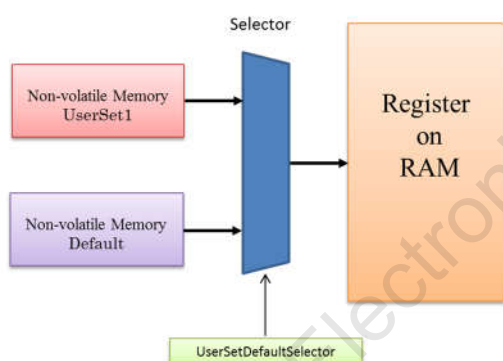 Selector
Non-volatile Memory
UserSet1
Non-volatile Memory
Default
Register
on
RAM
UserSetDefaultSelector